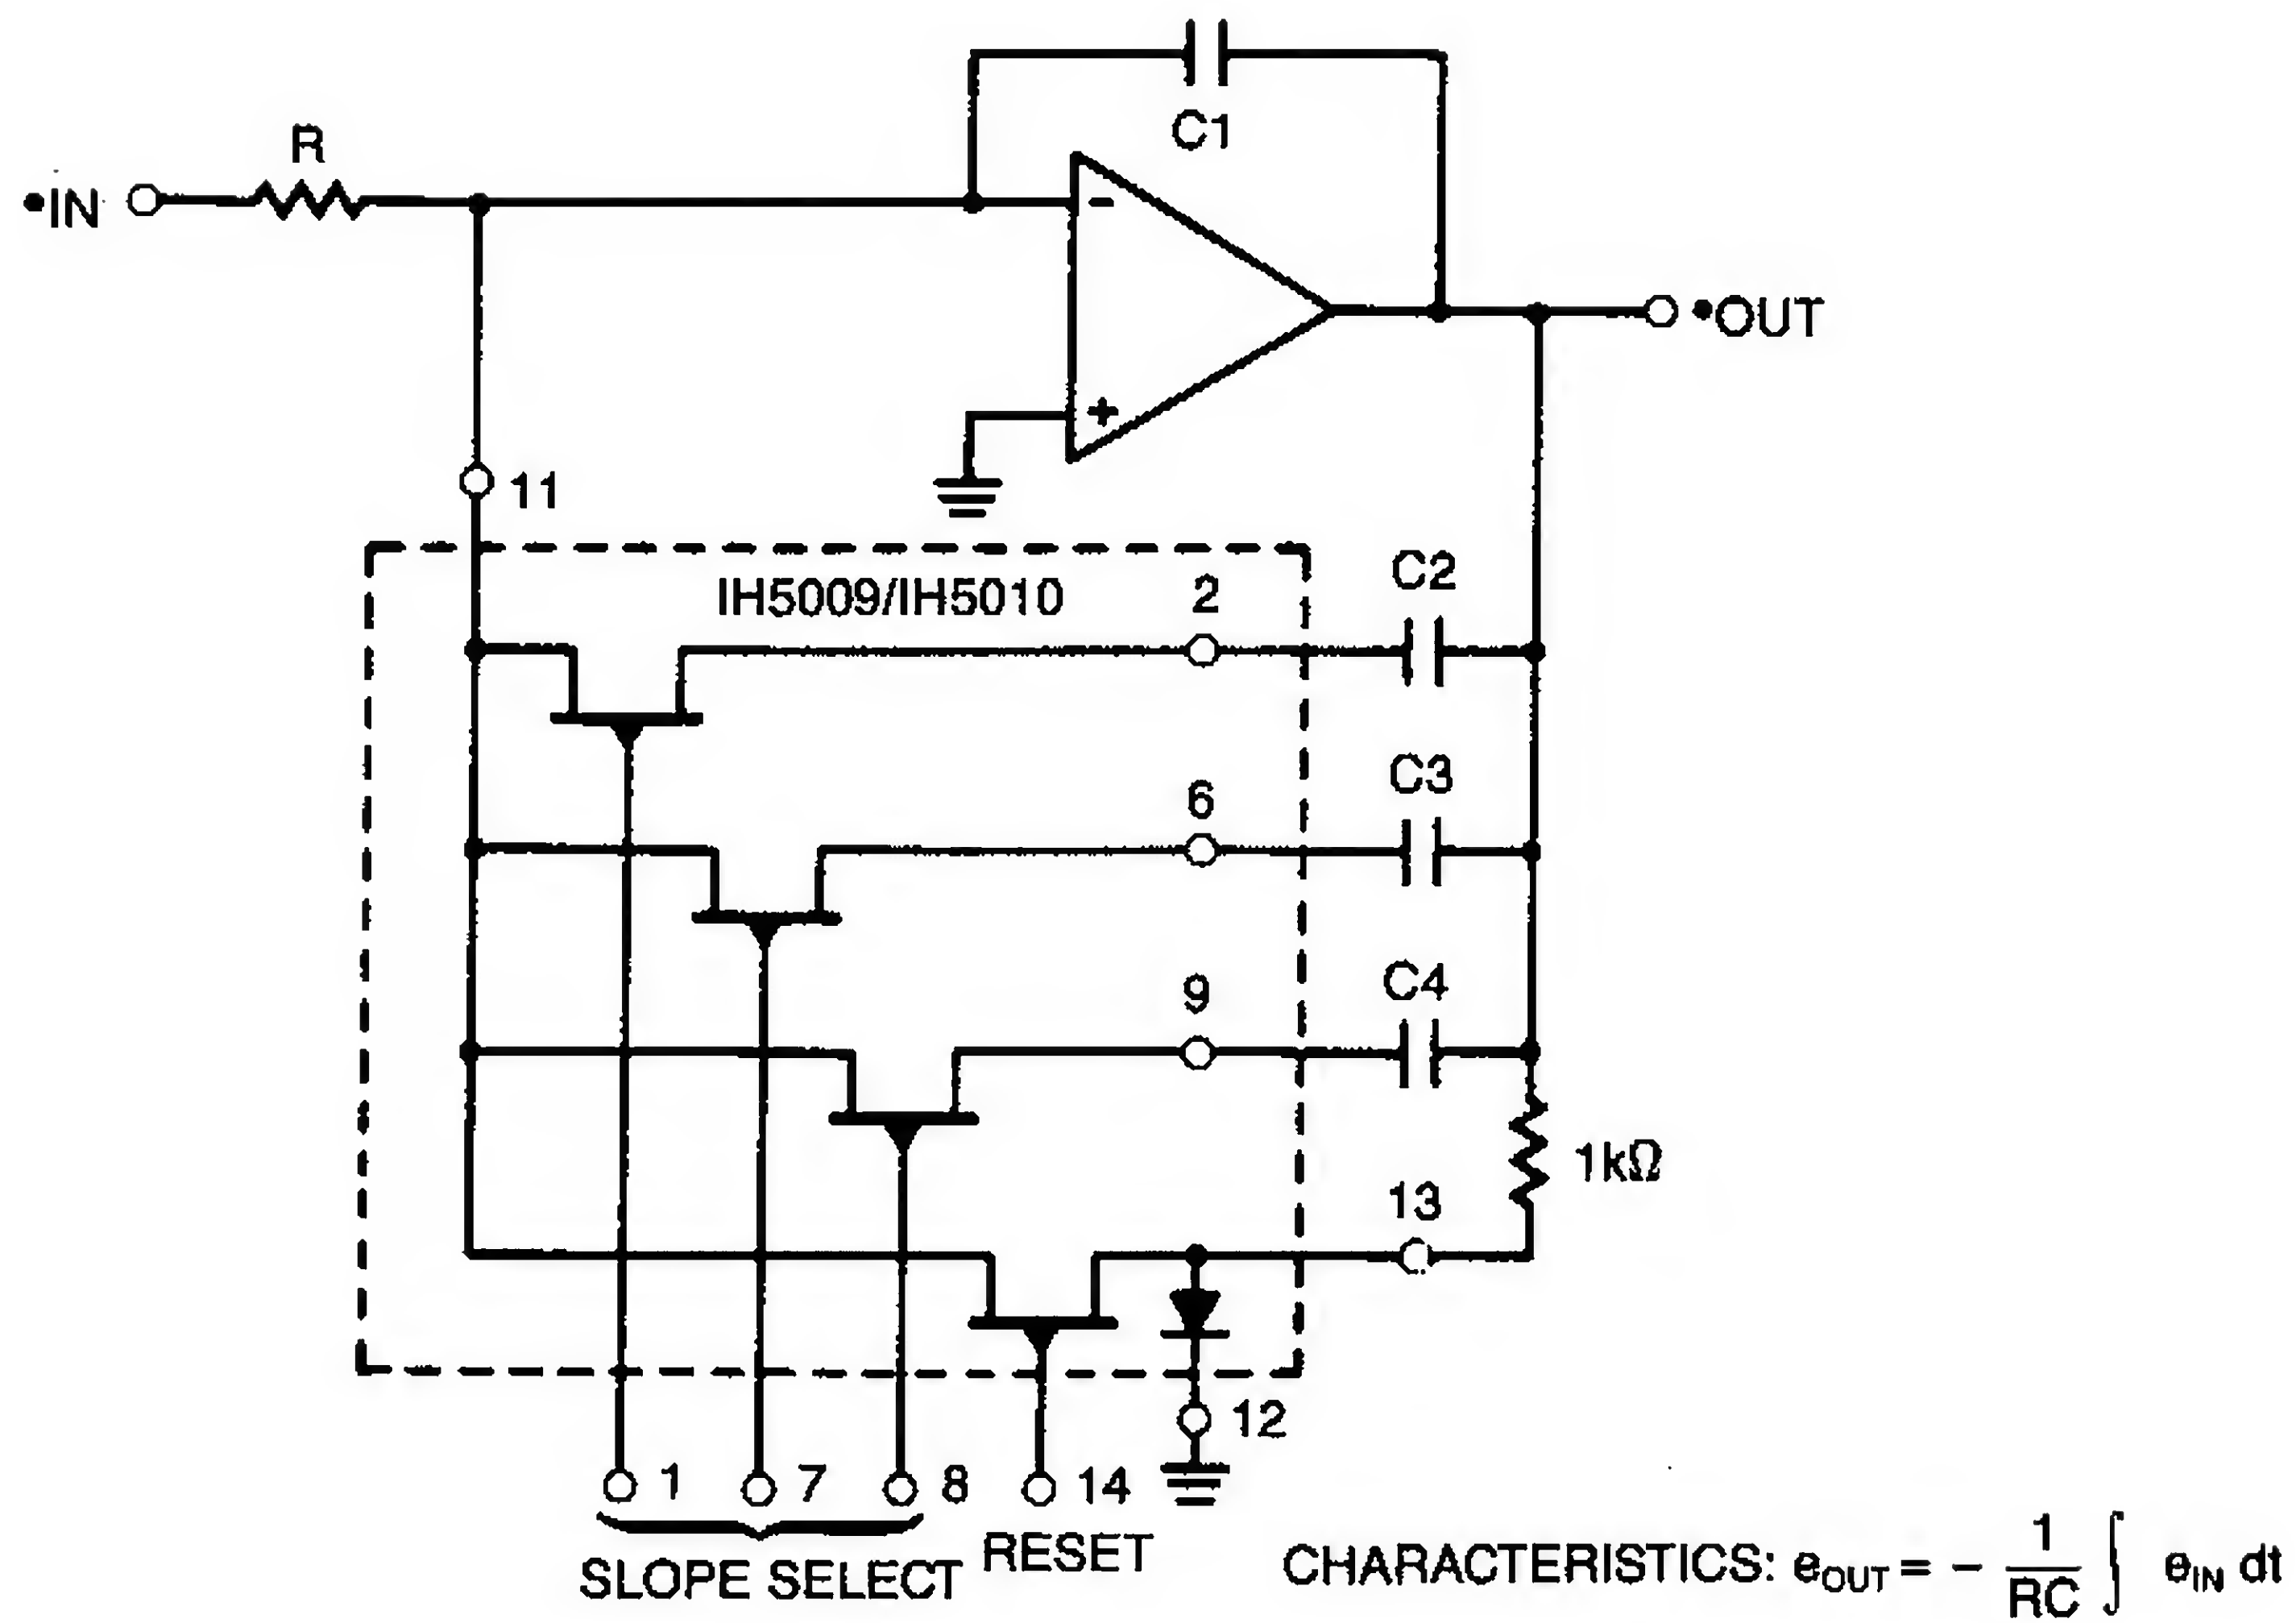 C1
R
•IN
-
•OUT
+
11
IH5009/IH5010
2
C2
6
C3
9
C4
1kΩ
13
12
1 7 8 14
SLOPE SELECT
RESET
CHARACTERISTICS: eOUT = - 1/RC ∫ eIN dt